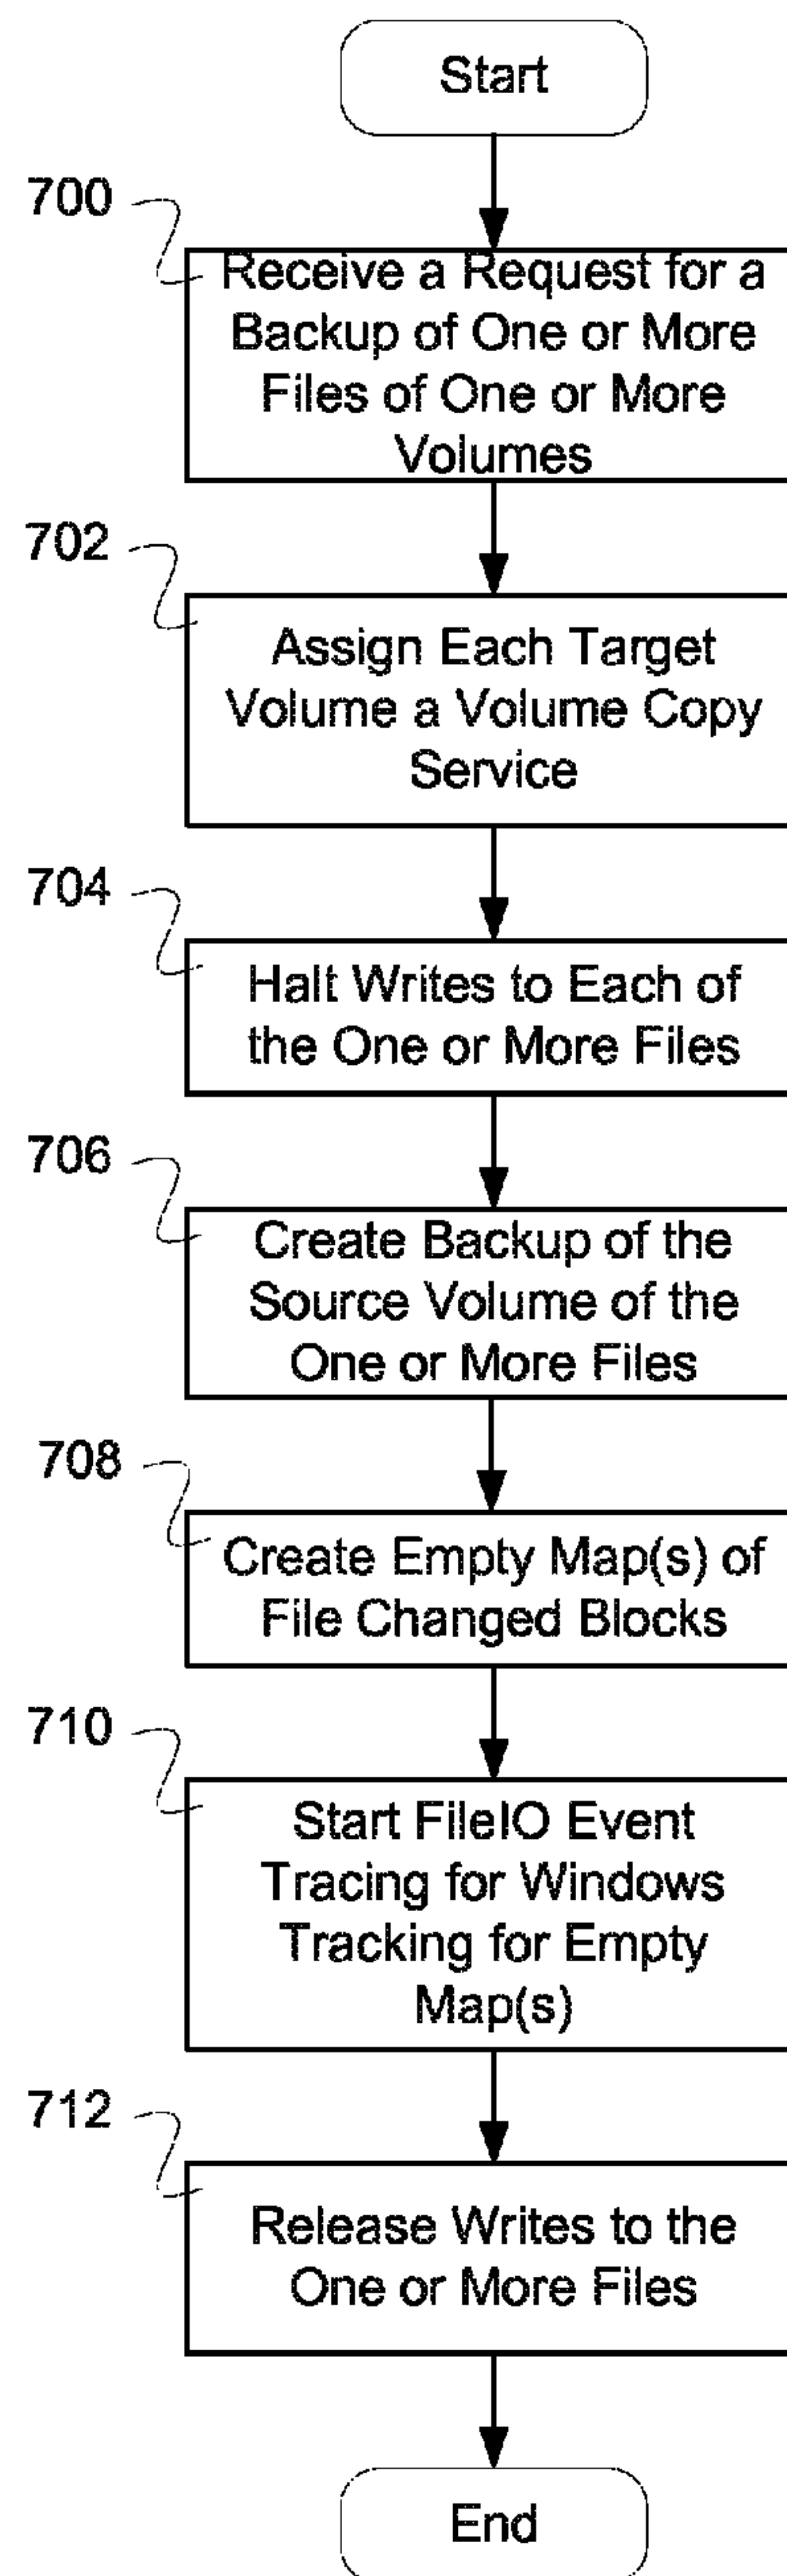 Start
700
Receive a Request for a
Backup of One or More
Files of One or More
Volumes
702
Assign Each Target
Volume a Volume Copy
Service
704
Halt Writes to Each of
the One or More Files
706
Create Backup of the
Source Volume of the
One or More Files
708
Create Empty Map(s) of
File Changed Blocks
710
Start FileIO Event
Tracing for Windows
Tracking for Empty
Map(s)
712
Release Writes to the
One or More Files
End